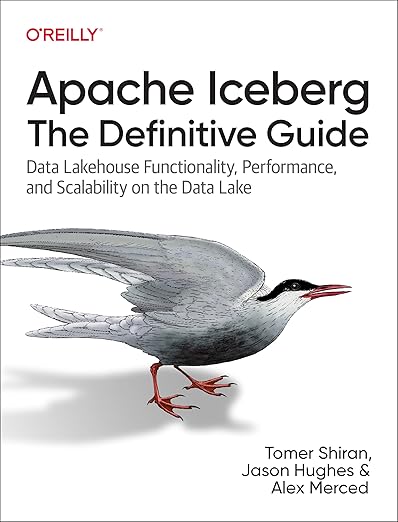 O'REILLY
Apache Iceberg
The Definitive Guide
Data Lakehouse Functionality, Performance,
and Scalability on the Data Lake
Tomer Shiran,
Jason Hughes &
Alex Merced